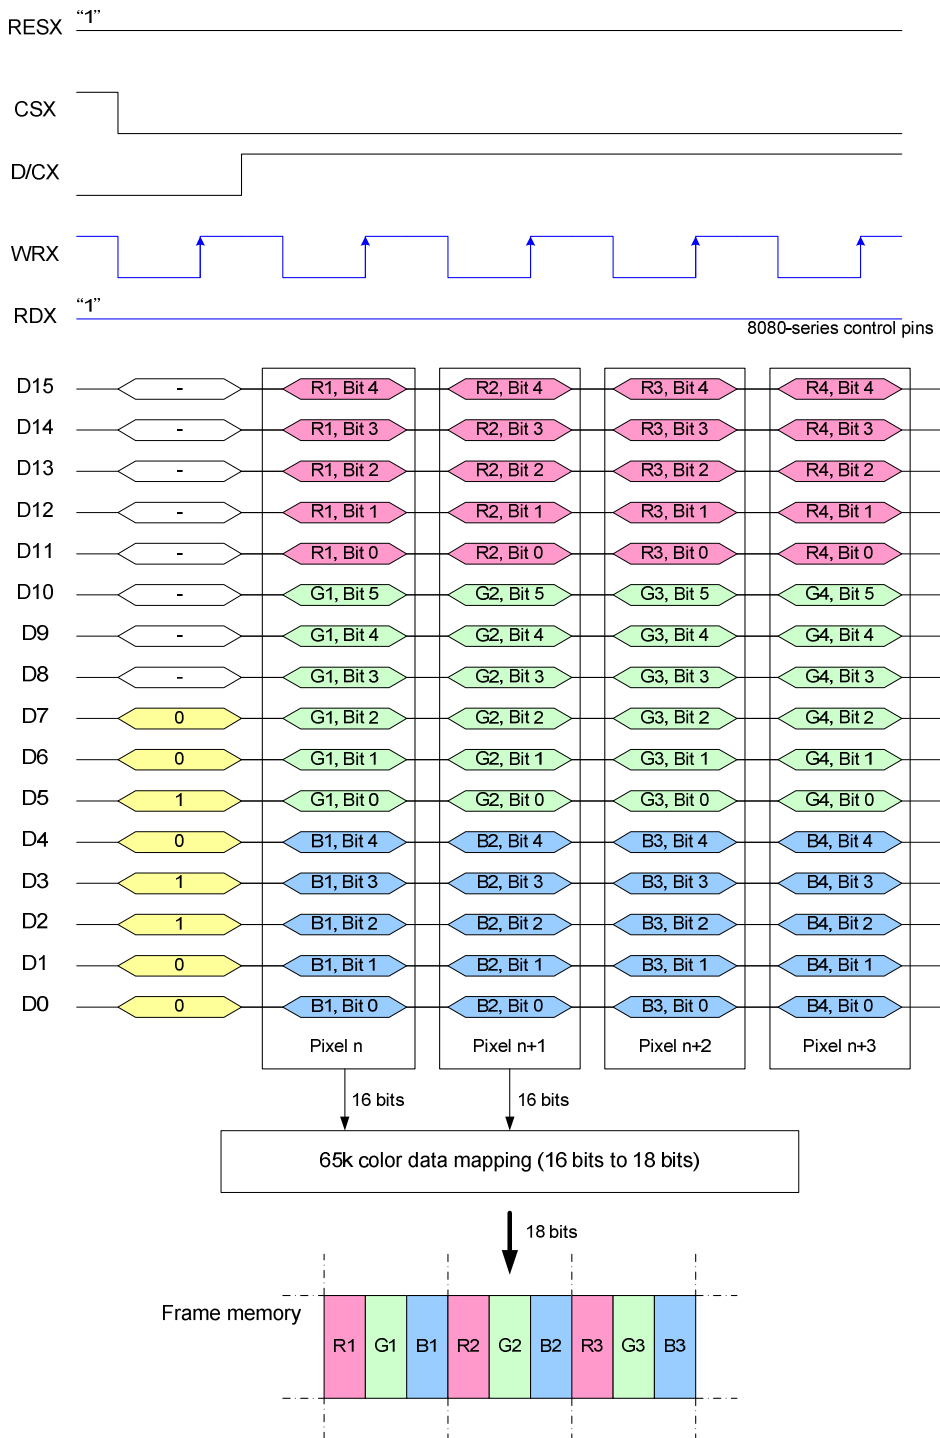 RESX "1"
CSX
D/CX
WRX
RDX "1"
8080-series control pins
D15 - R1, Bit 4 R2, Bit 4 R3, Bit 4 R4, Bit 4
D14 - R1, Bit 3 R2, Bit 3 R3, Bit 3 R4, Bit 3
D13 - R1, Bit 2 R2, Bit 2 R3, Bit 2 R4, Bit 2
D12 - R1, Bit 1 R2, Bit 1 R3, Bit 1 R4, Bit 1
D11 - R1, Bit 0 R2, Bit 0 R3, Bit 0 R4, Bit 0
D10 - G1, Bit 5 G2, Bit 5 G3, Bit 5 G4, Bit 5
D9 - G1, Bit 4 G2, Bit 4 G3, Bit 4 G4, Bit 4
D8 - G1, Bit 3 G2, Bit 3 G3, Bit 3 G4, Bit 3
D7 0 G1, Bit 2 G2, Bit 2 G3, Bit 2 G4, Bit 2
D6 0 G1, Bit 1 G2, Bit 1 G3, Bit 1 G4, Bit 1
D5 1 G1, Bit 0 G2, Bit 0 G3, Bit 0 G4, Bit 0
D4 0 B1, Bit 4 B2, Bit 4 B3, Bit 4 B4, Bit 4
D3 1 B1, Bit 3 B2, Bit 3 B3, Bit 3 B4, Bit 3
D2 1 B1, Bit 2 B2, Bit 2 B3, Bit 2 B4, Bit 2
D1 0 B1, Bit 1 B2, Bit 1 B3, Bit 1 B4, Bit 1
D0 0 B1, Bit 0 B2, Bit 0 B3, Bit 0 B4, Bit 0
Pixel n Pixel n+1 Pixel n+2 Pixel n+3
16 bits 16 bits
65k color data mapping (16 bits to 18 bits)
18 bits
Frame memory
R1 G1 B1 R2 G2 B2 R3 G3 B3